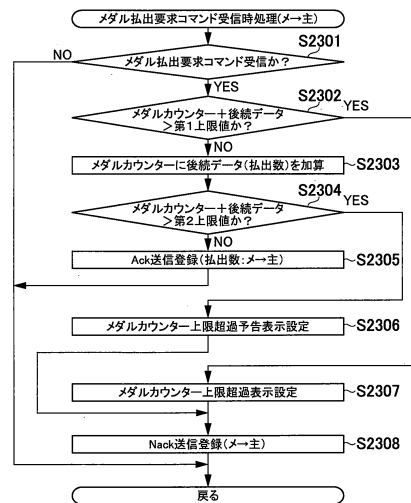 メダル払出要求コマンド受信時処理(メ→主)
S2301
NO
メダル払出要求コマンド受信か?
YES
S2302
メダルカウンター+後続データ
>第1上限値か?
YES
NO
メダルカウンターに後続データ(払出数)を加算
S2303
S2304
メダルカウンター+後続データ
>第2上限値か?
YES
NO
Ack送信登録(払出数:メ→主)
S2305
メダルカウンター上限超過予告表示設定
S2306
メダルカウンター上限超過表示設定
S2307
Nack送信登録(メ→主)
S2308
戻る